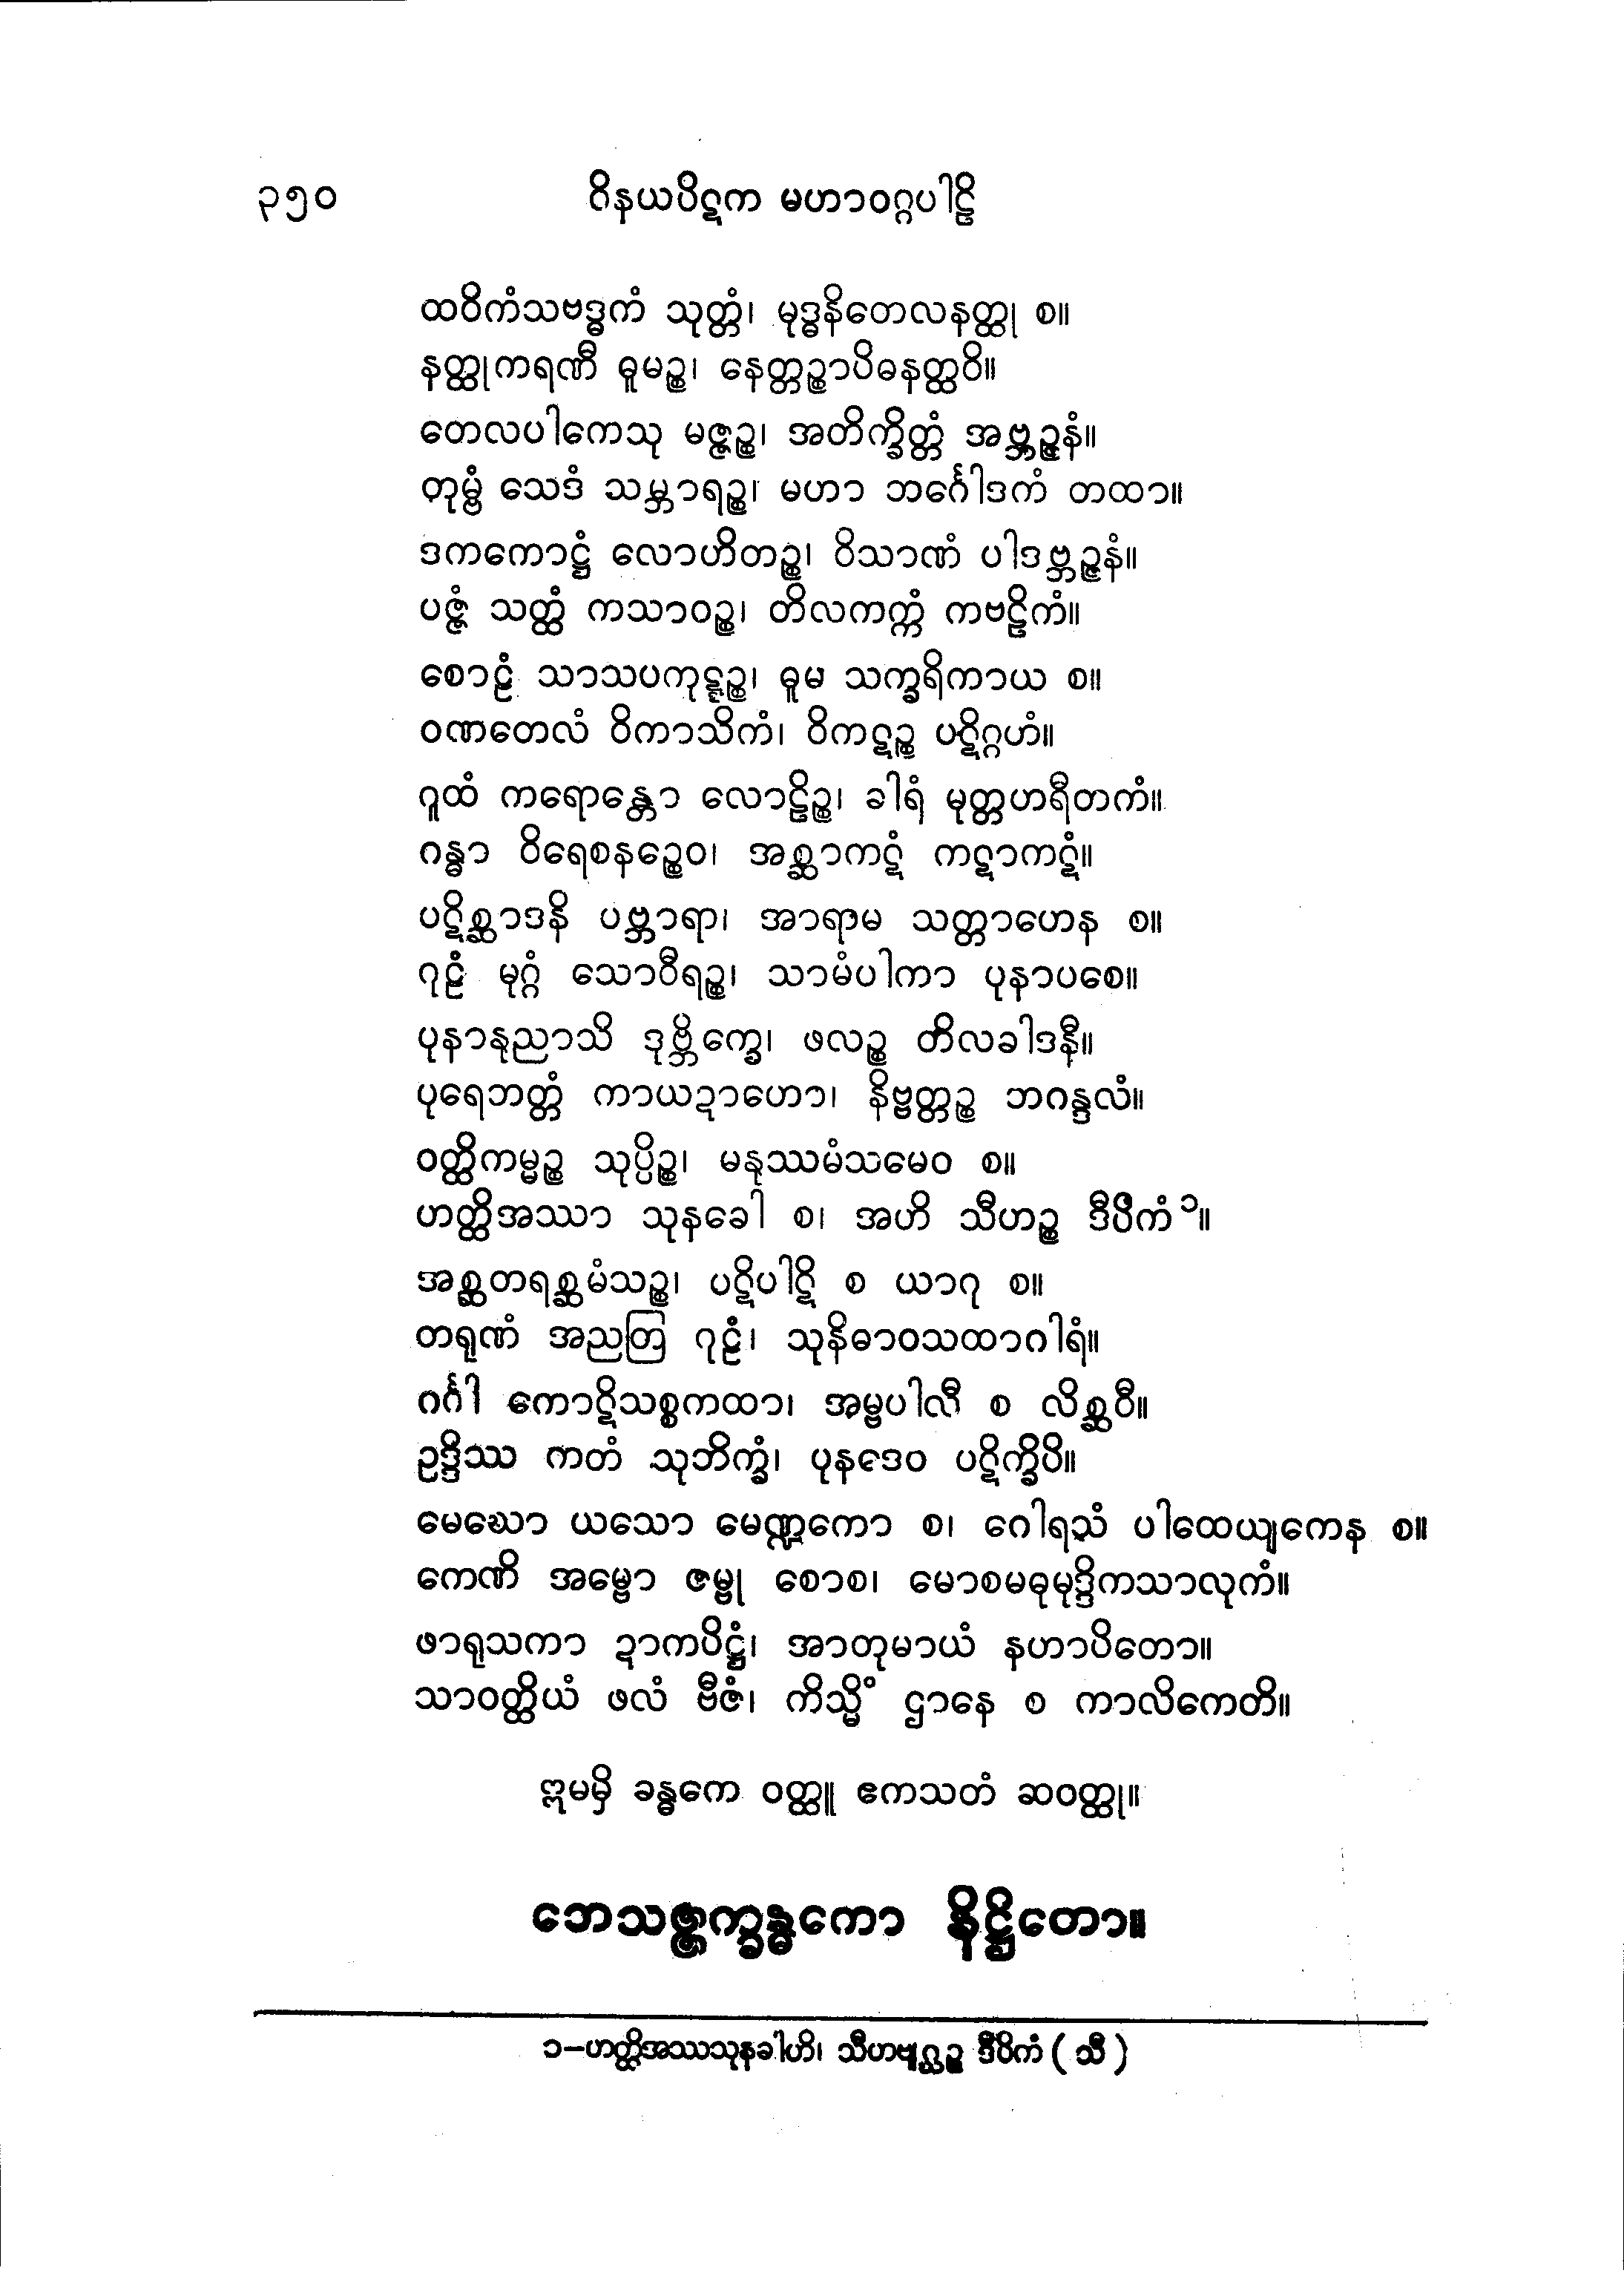 ၃၅၀ ဝိနယပိဋက မဟာဝဂ္ဂပါဠိ
ထဝိကံသဗဒ္ဓကံ သုတ္တံ၊ မုဒ္ဓနိတေလနတ္ထု စ။
နတ္ထုကရဏီ ဓူမဉ္စ၊ နေတ္တဉ္စာပိဓနတ္ထဝိ။
တေလပါကေသု မဇ္ဇဉ္စ၊ အတိက္ခိတ္တံ အဗ္ဘဉ္ဇနံ။
တုမ္ဗံ သေဒံ သမ္ဘာရဉ္စ၊ မဟာ ဘင်္ဂေါဒကံ တထာ။
ဒကကောဋ္ဌံ လောဟိတဉ္စ၊ ဝိသာဏံ ပါဒဗ္ဘဉ္ဇနံ။
ပဇ္ဇံ သတ္ထံ ကသာဝဉ္စ၊ တိလကက္ကံ ကဗဠိကံ။
စောဠံ သာသပကုဋ္ဋဉ္စ၊ ဓူမ သက္ခရိကာယ စ။
ဝဏတေလံ ဝိကာသိကံ၊ ဝိကဋဉ္စ ပဋိဂ္ဂဟံ။
ဂူထံ ကရောန္တော လောဠိဉ္စ၊ ခါရံ မုတ္တဟရီတကံ။
ဂန္ဓာ ဝိရေစနဉ္စေဝ၊ အစ္ဆာကဋံ ကဋာကဋံ။
ပဋိစ္ဆာဒနိ ပဗ္ဘာရာ၊ အာရာမ သတ္တာဟေန စ။
ဂုဠံ မုဂ္ဂံ သောဝီရဉ္စ၊ သာမံပါကာ ပုနာပစေ။
ပုနာနုညာသိ ဒုဗ္ဘိက္ခေ၊ ဖလဉ္စ တိလခါဒနီ။
ပုရေဘတ္တံ ကာယဍာဟော၊ နိဗ္ဗတ္တဉ္စ ဘဂန္ဒလံ။
ဝတ္ထိကမ္မဉ္စ သုပ္ပိဉ္စ၊ မနုဿမံသမေဝ စ။
ဟတ္ထိအဿာ သုနခေါ စ၊ အဟိ သီဟဉ္စ ဒီပိကံ ၁။
အစ္ဆတရစ္ဆမံသဉ္စ၊ ပဋိပါဋိ စ ယာဂု စ။
တရုဏံ အညတြ ဂုဠံ၊ သုနိဓာဝသထာဂါရံ။
ဂင်္ဂါ ကောဋိသစ္စကထာ၊ အမ္ဗပါလီ စ လိစ္ဆဝီ။
ဥဒ္ဒိဿ ကတံ သုဘိက္ခံ၊ ပုနဒေဝ ပဋိက္ခိပိ။
မေဃော ယသော မေဏ္ဍကော စ၊ ဂေါရသံ ပါထေယျကေန စ။
ကေဏိ အမ္ဗော ဇမ္ဗု စောစ၊ မောစမဓုမုဒ္ဒိကသာလုကံ။
ဖာရုသကာ ဍာကပိဋ္ဌံ၊ အာတုမာယံ နဟာပိတော။
သာဝတ္ထိယံ ဖလံ ဗီဇံ၊ ကိသ္မိံ ဌာနေ စ ကာလိကေတိ။
ဣမမှိ ခန္ဓကေ ဝတ္ထူ ဧကသတံ ဆဝတ္ထု။
ဘေသဇ္ဇက္ခန္ဓကော နိဋ္ဌိတော။
၁–ဟတ္ထိအဿသုနခါဟိ၊ သီဟဗျဂ္ဃဉ္စ ဒီပိကံ ( သီ )